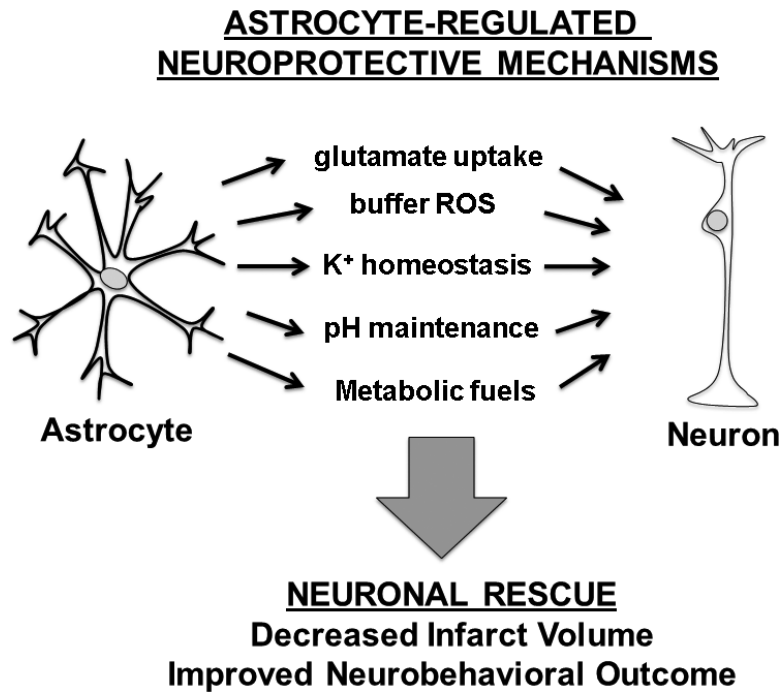 ASTROCYTE-REGULATED
NEUROPROTECTIVE MECHANISMS
glutamate uptake
buffer ROS
K⁺ homeostasis
pH maintenance
Metabolic fuels
Astrocyte
Neuron
NEURONAL RESCUE
Decreased Infarct Volume
Improved Neurobehavioral Outcome